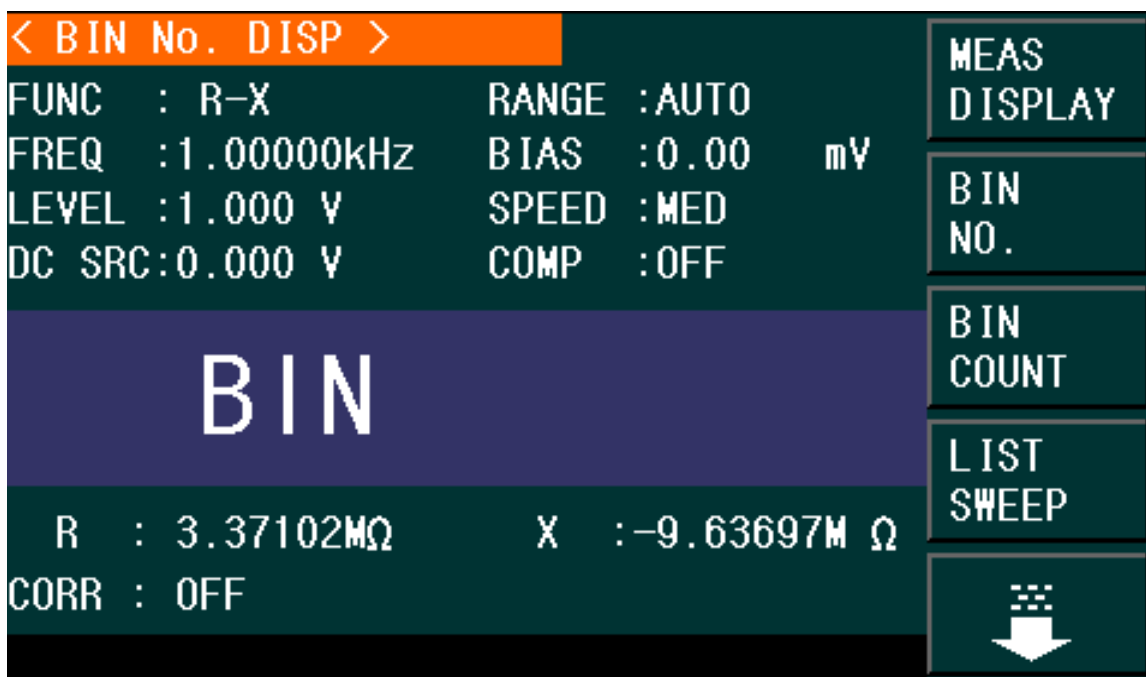 < BIN No. DISP >
FUNC : R-X RANGE :AUTO
FREQ :1.00000kHz BIAS :0.00 mV
LEVEL :1.000 V SPEED :MED
DC SRC:0.000 V COMP :OFF
BIN
R : 3.37102MΩ X :-9.63697M Ω
CORR : OFF
MEAS
DISPLAY
BIN
NO.
BIN
COUNT
LIST
SWEEP